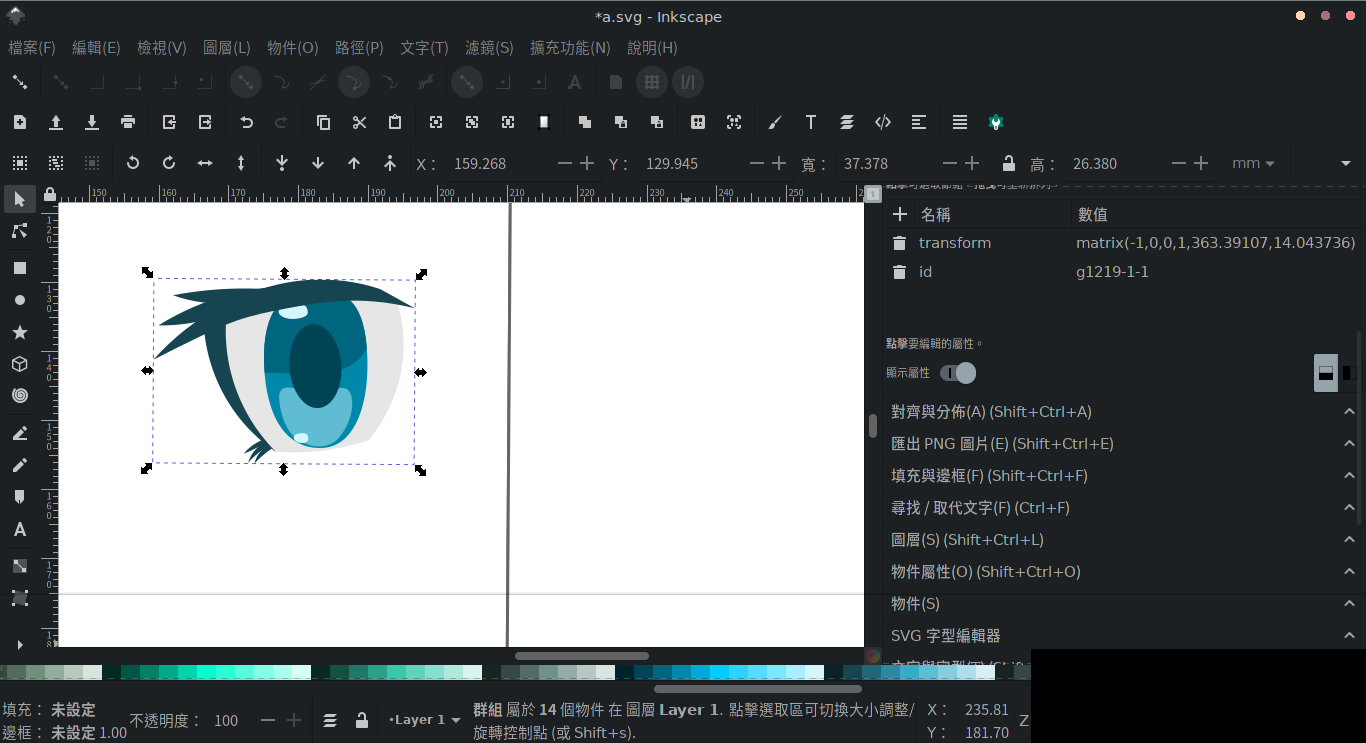 *a.svg - Inkscape
檔案(F) 編輯(E) 檢視(V) 圖層(L) 物件(O) 路徑(P) 文字(T) 濾鏡(S) 擴充功能(N) 說明(H)
X： 159.268 Y： 129.945 寬： 37.378 高： 26.380 mm
150 160 170 180 190 200 210 220 230 240 250
1
120
130
140
150
160
170
名稱 數值
transform matrix(-1,0,0,1,363.39107,14.043736)
id g1219-1-1
點擊要編輯的屬性。
顯示屬性
對齊與分佈(A) (Shift+Ctrl+A)
匯出 PNG 圖片(E) (Shift+Ctrl+E)
填充與邊框(F) (Shift+Ctrl+F)
尋找 / 取代文字(F) (Ctrl+F)
圖層(S) (Shift+Ctrl+L)
物件屬性(O) (Shift+Ctrl+O)
物件(S)
SVG 字型編輯器
填充： 未設定
邊框： 未設定 1.00
不透明度： 100
•Layer 1
群組 屬於 14 個物件 在 圖層 Layer 1. 點擊選取區可切換大小調整/
旋轉控制點 (或 Shift+s).
X： 235.81
Y： 181.70
Z